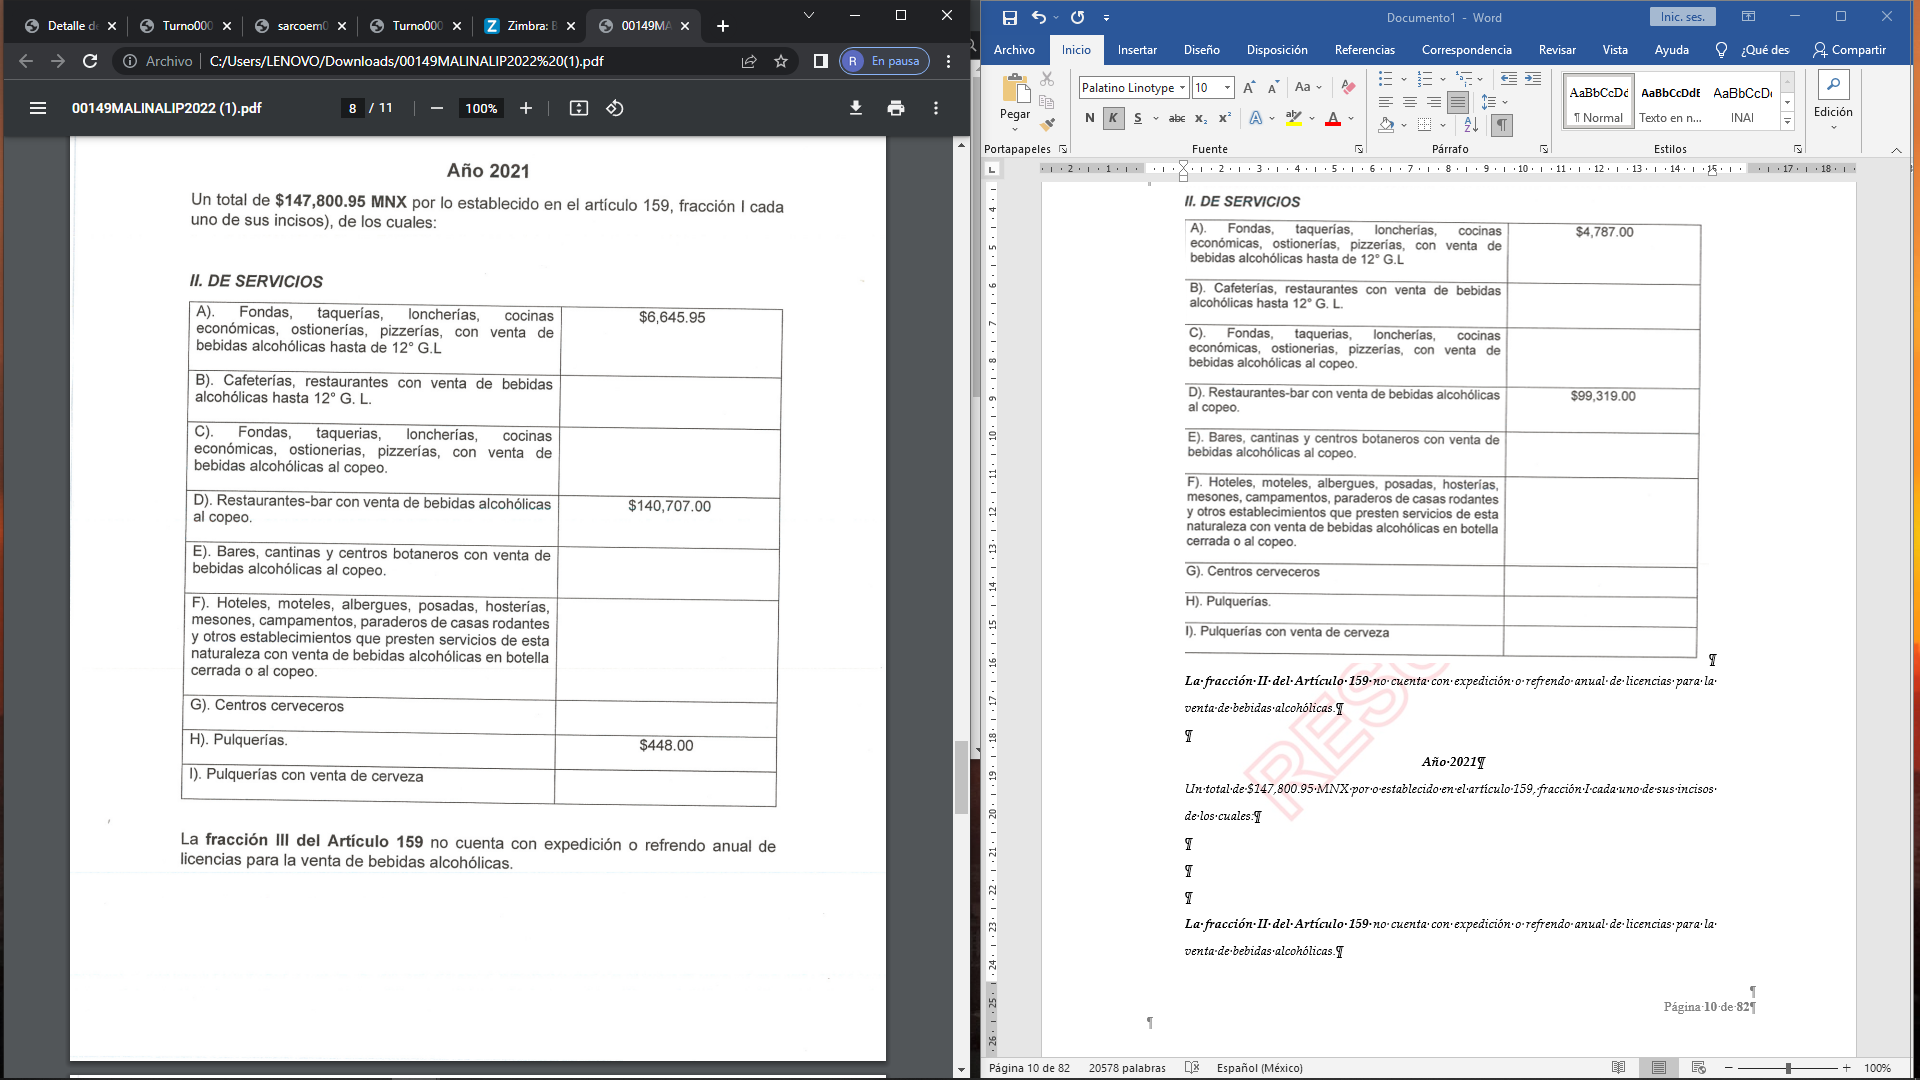 Detalle de
Turno000
sarcoem0
Turno000
Zimbra: B
00149MA
Archivo
C:/Users/LENOVO/Downloads/00149MALINALIP2022%20(1).pdf
R
En pausa
00149MALINALIP2022 (1).pdf
8 / 11
100%
Año 2021
Un total de $147,800.95 MNX por lo establecido en el artículo 159, fracción I cada
uno de sus incisos), de los cuales:
II. DE SERVICIOS
A). Fondas, taquerías, loncherías, cocinas
económicas, ostionerías, pizzerías, con venta de
bebidas alcohólicas hasta de 12° G.L
$6,645.95
B). Cafeterías, restaurantes con venta de bebidas
alcohólicas hasta 12° G. L.
C). Fondas, taquerias, loncherías, cocinas
económicas, ostionerias, pizzerías, con venta de
bebidas alcohólicas al copeo.
D). Restaurantes-bar con venta de bebidas alcohólicas
al copeo.
$140,707.00
E). Bares, cantinas y centros botaneros con venta de
bebidas alcohólicas al copeo.
F). Hoteles, moteles, albergues, posadas, hosterías,
mesones, campamentos, paraderos de casas rodantes
y otros establecimientos que presten servicios de esta
naturaleza con venta de bebidas alcohólicas en botella
cerrada o al copeo.
G). Centros cerveceros
H). Pulquerías.
$448.00
I). Pulquerías con venta de cerveza
La fracción III del Artículo 159 no cuenta con expedición o refrendo anual de
licencias para la venta de bebidas alcohólicas.
Documento1 - Word
Inic. ses.
Archivo
Inicio
Insertar
Diseño
Disposición
Referencias
Correspondencia
Revisar
Vista
Ayuda
¿Qué des
Compartir
Pegar
Palatino Linotype
10
N K S abc x₂ x²
AaBbCcDc
¶ Normal
AaBbCcDdE
Texto en n...
AaBbCcDc
INAI
Edición
Portapapeles
Fuente
Párrafo
Estilos
II. DE SERVICIOS
A). Fondas, taquerías, loncherías, cocinas
económicas, ostionerías, pizzerías, con venta de
bebidas alcohólicas hasta de 12° G.L
$4,787.00
B). Cafeterías, restaurantes con venta de bebidas
alcohólicas hasta 12° G. L.
C). Fondas, taquerias, loncherías, cocinas
económicas, ostionerias, pizzerías, con venta de
bebidas alcohólicas al copeo.
D). Restaurantes-bar con venta de bebidas alcohólicas
al copeo.
$99,319.00
E). Bares, cantinas y centros botaneros con venta de
bebidas alcohólicas al copeo.
F). Hoteles, moteles, albergues, posadas, hosterías,
mesones, campamentos, paraderos de casas rodantes
y otros establecimientos que presten servicios de esta
naturaleza con venta de bebidas alcohólicas en botella
cerrada o al copeo.
G). Centros cerveceros
H). Pulquerías.
I). Pulquerías con venta de cerveza
¶
La fracción II del Artículo 159 no cuenta con expedición o refrendo anual de licencias para la
venta de bebidas alcohólicas.¶
¶
Año 2021¶
Un total de $147,800.95 MNX por o establecido en el artículo 159, fracción I cada uno de sus incisos
de los cuales:¶
¶
¶
¶
La fracción II del Artículo 159 no cuenta con expedición o refrendo anual de licencias para la
venta de bebidas alcohólicas.¶
¶
Página 10 de 82¶
¶
Página 10 de 82
20578 palabras
Español (México)
100%